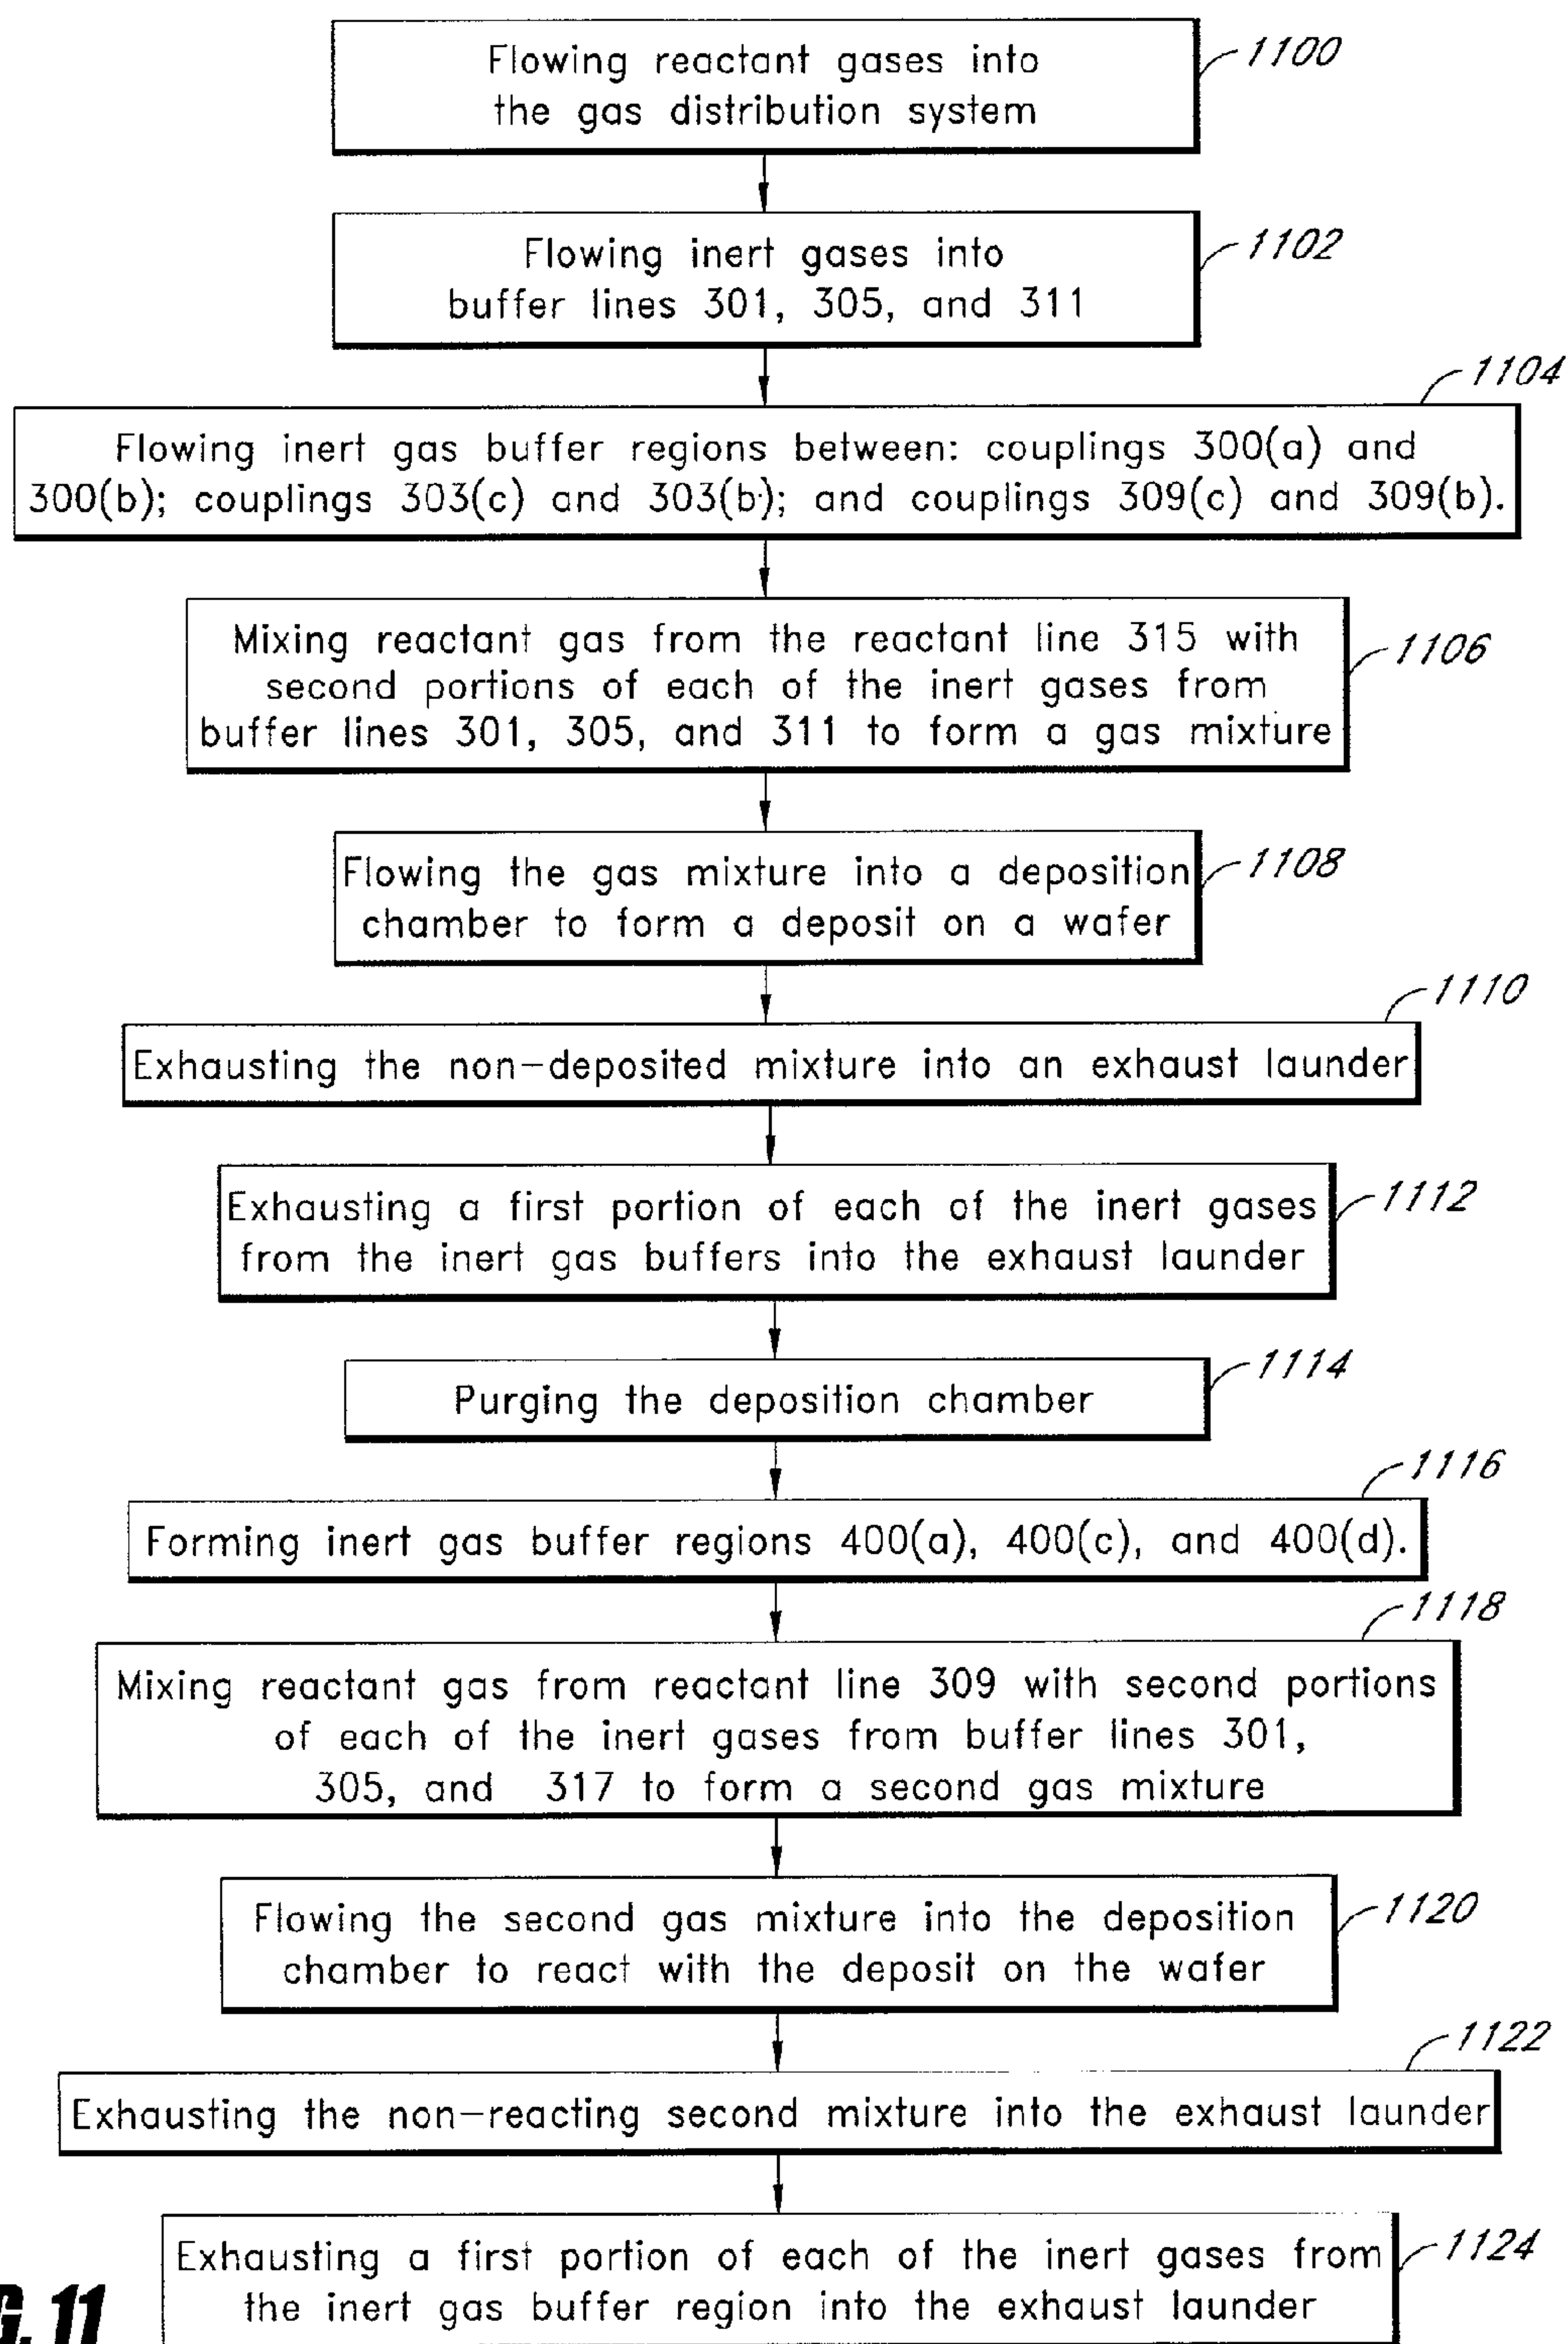 Flowing reactant gases into
the gas distribution system
1100
Flowing inert gases into
buffer lines 301, 305, and 311
1102
1104
Flowing inert gas buffer regions between: couplings 300(a) and
300(b); couplings 303(c) and 303(b); and couplings 309(c) and 309(b).
Mixing reactant gas from the reactant line 315 with
second portions of each of the inert gases from
buffer lines 301, 305, and 311 to form a gas mixture
1106
Flowing the gas mixture into a deposition
chamber to form a deposit on a wafer
1108
1110
Exhausting the non-deposited mixture into an exhaust launder
Exhausting a first portion of each of the inert gases
from the inert gas buffers into the exhaust launder
1112
Purging the deposition chamber
1114
1116
Forming inert gas buffer regions 400(a), 400(c), and 400(d).
1118
Mixing reactant gas from reactant line 309 with second portions
of each of the inert gases from buffer lines 301,
305, and 317 to form a second gas mixture
Flowing the second gas mixture into the deposition
chamber to react with the deposit on the wafer
1120
1122
Exhausting the non-reacting second mixture into the exhaust launder
Exhausting a first portion of each of the inert gases from
the inert gas buffer region into the exhaust launder
1124
G. 11